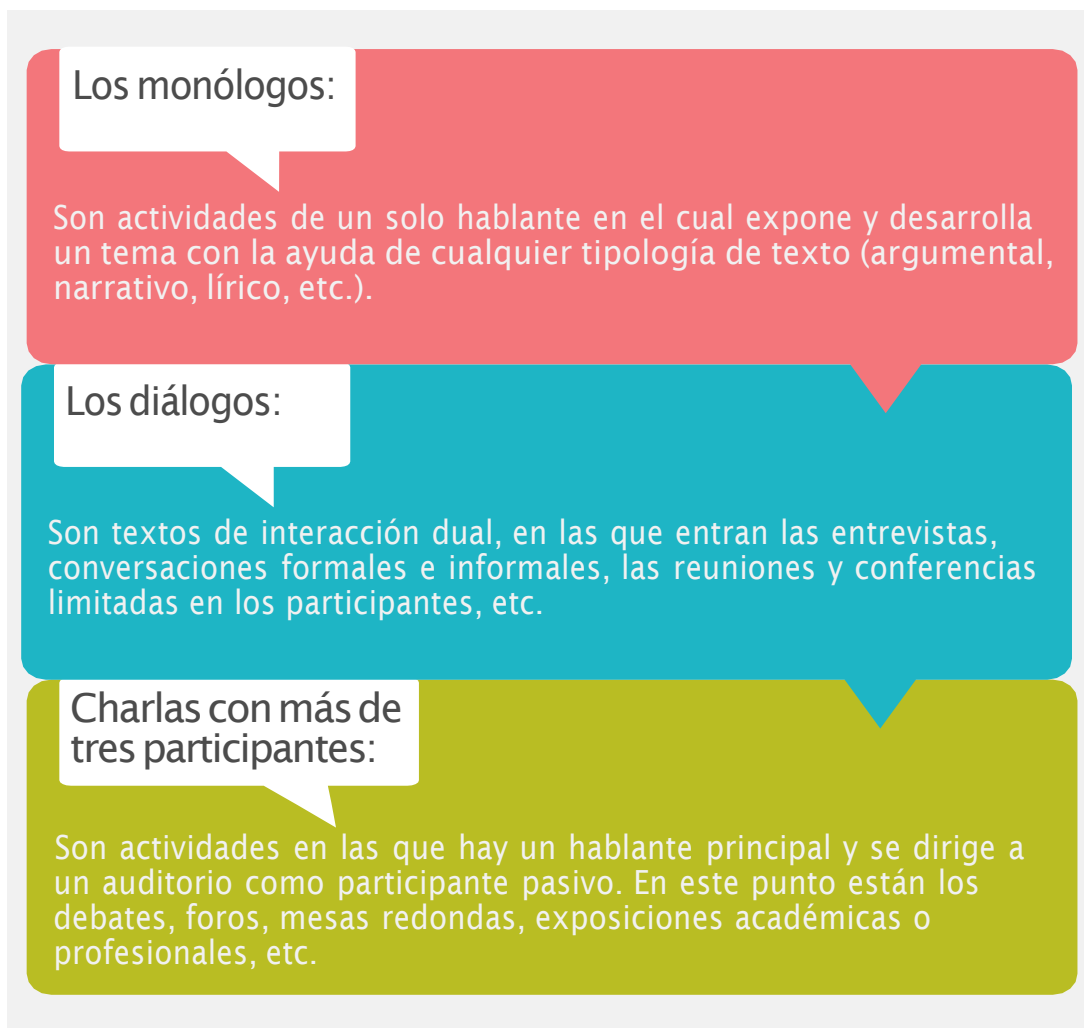 Los monólogos:
Son actividades de un solo hablante en el cual expone y desarrolla
un tema con la ayuda de cualquier tipología de texto (argumental,
narrativo, lírico, etc.).
Los diálogos:
Son textos de interacción dual, en las que entran las entrevistas,
conversaciones formales e informales, las reuniones y conferencias
limitadas en los participantes, etc.
Charlas con más de
tres participantes:
Son actividades en las que hay un hablante principal y se dirige a
un auditorio como participante pasivo. En este punto están los
debates, foros, mesas redondas, exposiciones académicas o
profesionales, etc.